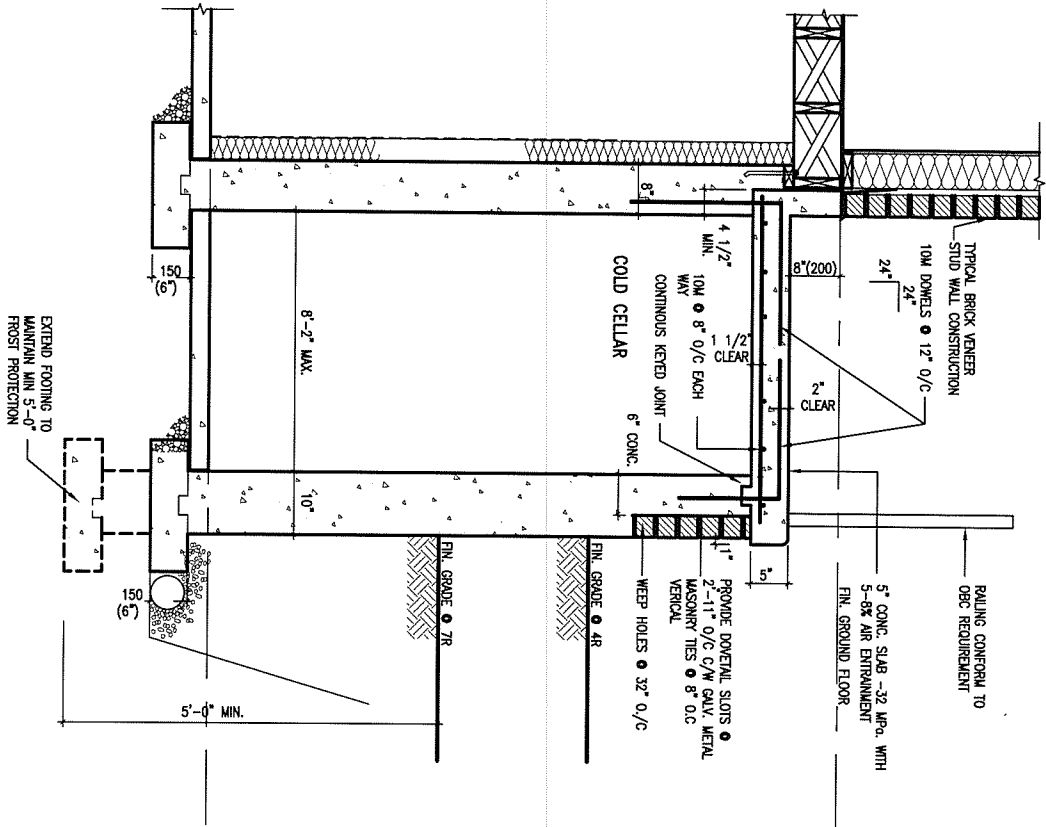 TYPICAL BRICK VENEER
STUD WALL CONSTRUCTION
10M DOWELS @ 12" O/C
24"
24"
8"(200)
2"
CLEAR
1 1/2"
CLEAR
8"
4 1/2"
MIN.
10M @ 8" O/C EACH
WAY
CONTINOUS KEYED JOINT
COLD CELLAR
6" CONC.
RAILING CONFORM TO
OBC REQUIREMENT
5" CONC. SLAB -32 MPa. WITH
5-8% AIR ENTRAINMENT
FIN. GROUND FLOOR
5"
1"
PROVIDE DOVETAIL SLOTS @
2'-11" O/C C/W GALV. METAL
MASONRY TIES @ 8" O.C
VERICAL
WEEP HOLES @ 32" O./C
FIN. GRADE @ 4R
FIN. GRADE @ 7R
8'-2" MAX.
10"
150
(6")
150
(6")
5'-0" MIN.
EXTEND FOOTING TO
MAINTAIN MIN 5'-0"
FROST PROTECTION